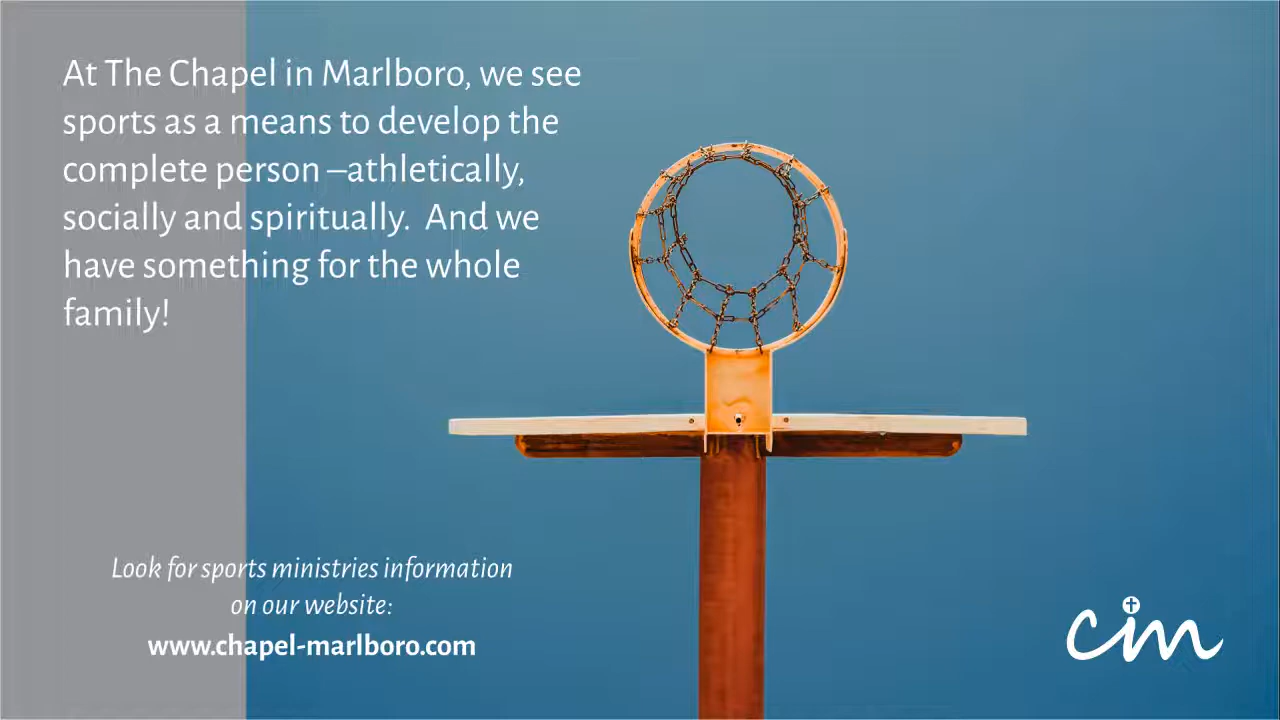 At The Chapel in Marlboro, we see
sports as a means to develop the
complete person –athletically,
socially and spiritually.  And we
have something for the whole
family!
Look for sports ministries information
on our website:
www.chapel-marlboro.com
cim